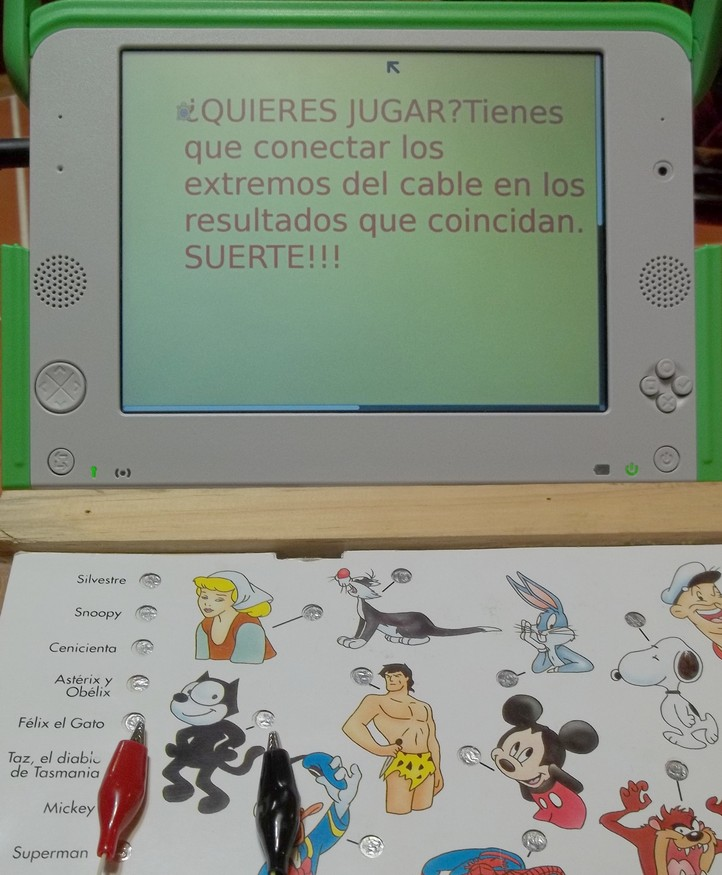 ¿QUIERES JUGAR?Tienes
que conectar los
extremos del cable en los
resultados que coincidan.
SUERTE!!!
Silvestre
Snoopy
Cenicienta
Astérix y
Obélix
Félix el Gato
Taz, el diablo
de Tasmania
Mickey
Superman